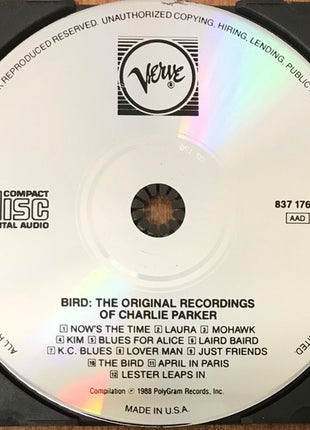 REPRODUCED RESERVED. UNAUTHORIZED COPYING, HIRING, LENDING, PUBLIC
Verve®
COMPACT
disc
DIGITAL AUDIO
837 176
AAD
BIRD: THE ORIGINAL RECORDINGS
OF CHARLIE PARKER
1 NOW'S THE TIME 2 LAURA 3 MOHAWK
4 KIM 5 BLUES FOR ALICE 6 LAIRD BAIRD
7 K.C. BLUES 8 LOVER MAN 9 JUST FRIENDS
10 THE BIRD 11 APRIL IN PARIS
12 LESTER LEAPS IN
Compilation ℗ 1988 PolyGram Records, Inc.
MADE IN U.S.A.